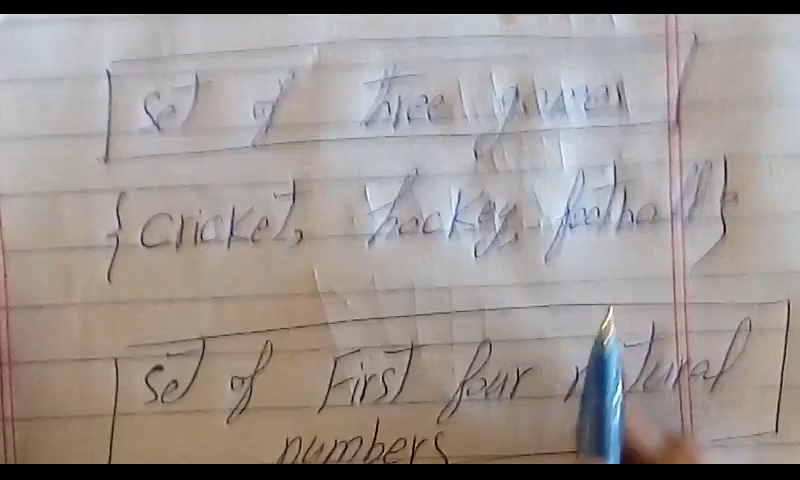 set of three games
{cricket, hockey, football}
set of First four natural
numbers